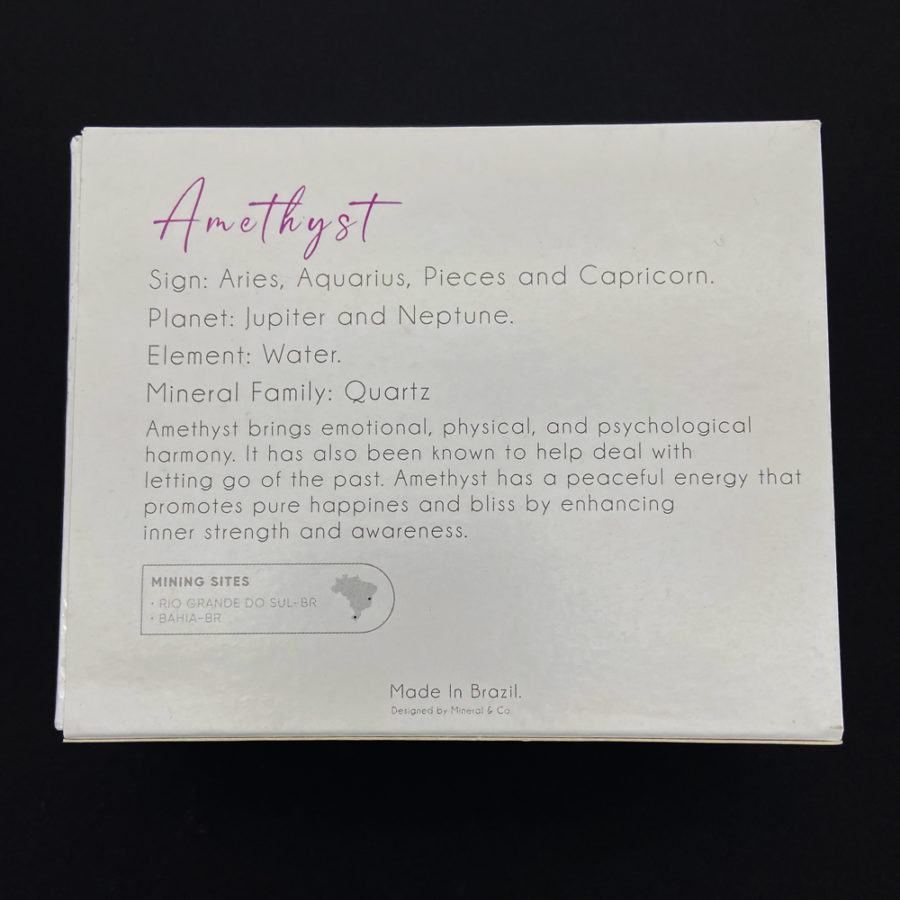 Amethyst
Sign: Aries, Aquarius, Pieces and Capricorn.
Planet: Jupiter and Neptune.
Element: Water.
Mineral Family: Quartz
Amethyst brings emotional, physical, and psychological
harmony. It has also been known to help deal with
letting go of the past. Amethyst has a peaceful energy that
promotes pure happines and bliss by enhancing
inner strength and awareness.
MINING SITES
• RIO GRANDE DO SUL-BR
• BAHIA-BR
Made In Brazil.
Designed by Mineral & Co.